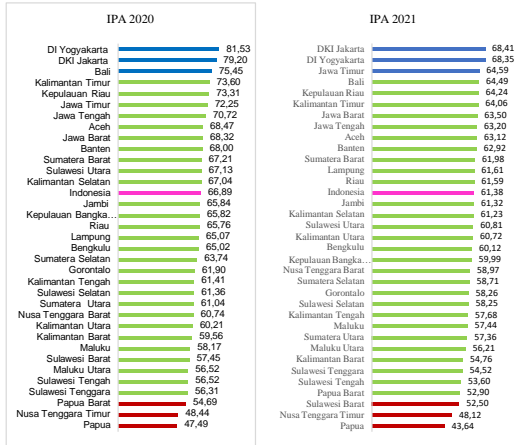 IPA 2020
DI Yogyakarta 81,53
DKI Jakarta 79,20
Bali 75,45
Kalimantan Timur 73,60
Kepulauan Riau 73,31
Jawa Timur 72,25
Jawa Tengah 70,72
Aceh 68,47
Jawa Barat 68,32
Banten 68,00
Sumatera Barat 67,21
Sulawesi Utara 67,13
Kalimantan Selatan 67,04
Indonesia 66,89
Jambi 65,84
Kepulauan Bangka… 65,82
Riau 65,76
Lampung 65,07
Bengkulu 65,02
Sumatera Selatan 63,74
Gorontalo 61,90
Kalimantan Tengah 61,41
Sulawesi Selatan 61,36
Sumatera Utara 61,04
Nusa Tenggara Barat 60,74
Kalimantan Utara 60,21
Kalimantan Barat 59,56
Maluku 58,17
Sulawesi Barat 57,45
Maluku Utara 56,52
Sulawesi Tengah 56,52
Sulawesi Tenggara 56,31
Papua Barat 54,69
Nusa Tenggara Timur 48,44
Papua 47,49
IPA 2021
DKI Jakarta 68,41
DI Yogyakarta 68,35
Jawa Timur 64,59
Bali 64,49
Kepulauan Riau 64,24
Kalimantan Timur 64,06
Jawa Barat 63,50
Jawa Tengah 63,20
Aceh 63,12
Banten 62,92
Sumatera Barat 61,98
Lampung 61,61
Riau 61,59
Indonesia 61,38
Jambi 61,32
Kalimantan Selatan 61,23
Sulawesi Utara 60,81
Kalimantan Utara 60,72
Bengkulu 60,12
Kepulauan Bangka… 59,99
Nusa Tenggara Barat 58,97
Sumatera Selatan 58,71
Gorontalo 58,26
Sulawesi Selatan 58,25
Kalimantan Tengah 57,68
Maluku 57,44
Sumatera Utara 57,36
Maluku Utara 56,21
Kalimantan Barat 54,76
Sulawesi Tenggara 54,52
Sulawesi Tengah 53,60
Papua Barat 52,90
Sulawesi Barat 52,50
Nusa Tenggara Timur 48,12
Papua 43,64